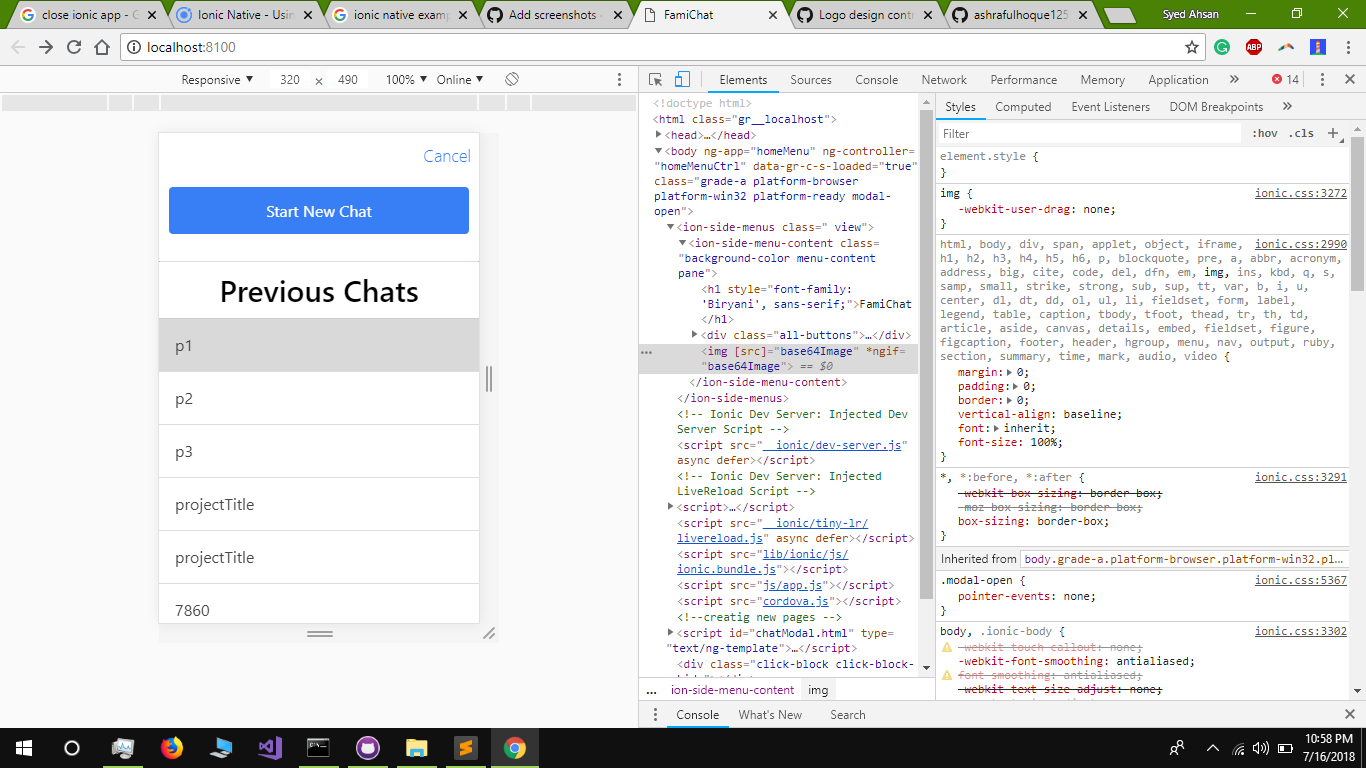 close ionic app - G
Ionic Native - Usin
ionic native examp
Add screenshots -
FamiChat
Logo design contr
ashrafulhoque125
Syed Ahsan
localhost:8100
ABP
Responsive ▼ 320 × 490 100% ▼ Online ▼
Cancel
Start New Chat
Previous Chats
p1
p2
p3
projectTitle
projectTitle
7860
Elements Sources Console Network Performance Memory Application » 14
<!doctype html>
<html class="gr__localhost">
<head>…</head>
<body ng-app="homeMenu" ng-controller=
"homeMenuCtrl" data-gr-c-s-loaded="true"
class="grade-a platform-browser
platform-win32 platform-ready modal-
open">
<ion-side-menus class=" view">
<ion-side-menu-content class=
"background-color menu-content
pane">
<h1 style="font-family:
'Biryani', sans-serif;">FamiChat
</h1>
<div class="all-buttons">…</div>
<img [src]="base64Image" *ngif=
"base64Image"> == $0
</ion-side-menu-content>
</ion-side-menus>
<!-- Ionic Dev Server: Injected Dev
Server Script -->
<script src="__ionic/dev-server.js"
async defer></script>
<!-- Ionic Dev Server: Injected
LiveReload Script -->
<script>…</script>
<script src="__ionic/tiny-lr/
livereload.js" async defer></script>
<script src="lib/ionic/js/
ionic.bundle.js"></script>
<script src="js/app.js"></script>
<script src="cordova.js"></script>
<!--creatig new pages -->
<script id="chatModal.html" type=
"text/ng-template">…</script>
<div class="click-block click-block-
... ion-side-menu-content img
Styles Computed Event Listeners DOM Breakpoints »
Filter :hov .cls +
element.style {
}
img { ionic.css:3272
-webkit-user-drag: none;
}
html, body, div, span, applet, object, iframe, ionic.css:2990
h1, h2, h3, h4, h5, h6, p, blockquote, pre, a, abbr, acronym,
address, big, cite, code, del, dfn, em, img, ins, kbd, q, s,
samp, small, strike, strong, sub, sup, tt, var, b, i, u,
center, dl, dt, dd, ol, ul, li, fieldset, form, label,
legend, table, caption, tbody, tfoot, thead, tr, th, td,
article, aside, canvas, details, embed, fieldset, figure,
figcaption, footer, header, hgroup, menu, nav, output, ruby,
section, summary, time, mark, audio, video {
margin: 0;
padding: 0;
border: 0;
vertical-align: baseline;
font: inherit;
font-size: 100%;
}
*, *:before, *:after { ionic.css:3291
-webkit-box-sizing: border-box;
-moz-box-sizing: border-box;
box-sizing: border-box;
}
Inherited from body.grade-a.platform-browser.platform-win32.pl…
.modal-open { ionic.css:5367
pointer-events: none;
}
body, .ionic-body { ionic.css:3302
-webkit-touch-callout: none;
-webkit-font-smoothing: antialiased;
font-smoothing: antialiased;
-webkit-text-size-adjust: none;
Console What's New Search
10:58 PM
7/16/2018